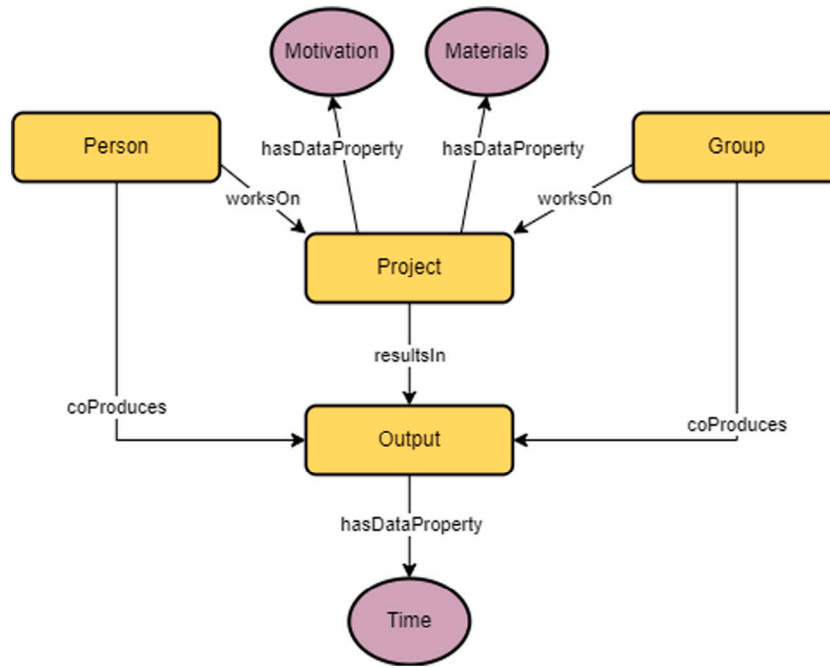 Motivation
Materials
Person
hasDataProperty
hasDataProperty
Group
worksOn
worksOn
Project
resultsIn
coProduces
coProduces
Output
hasDataProperty
Time